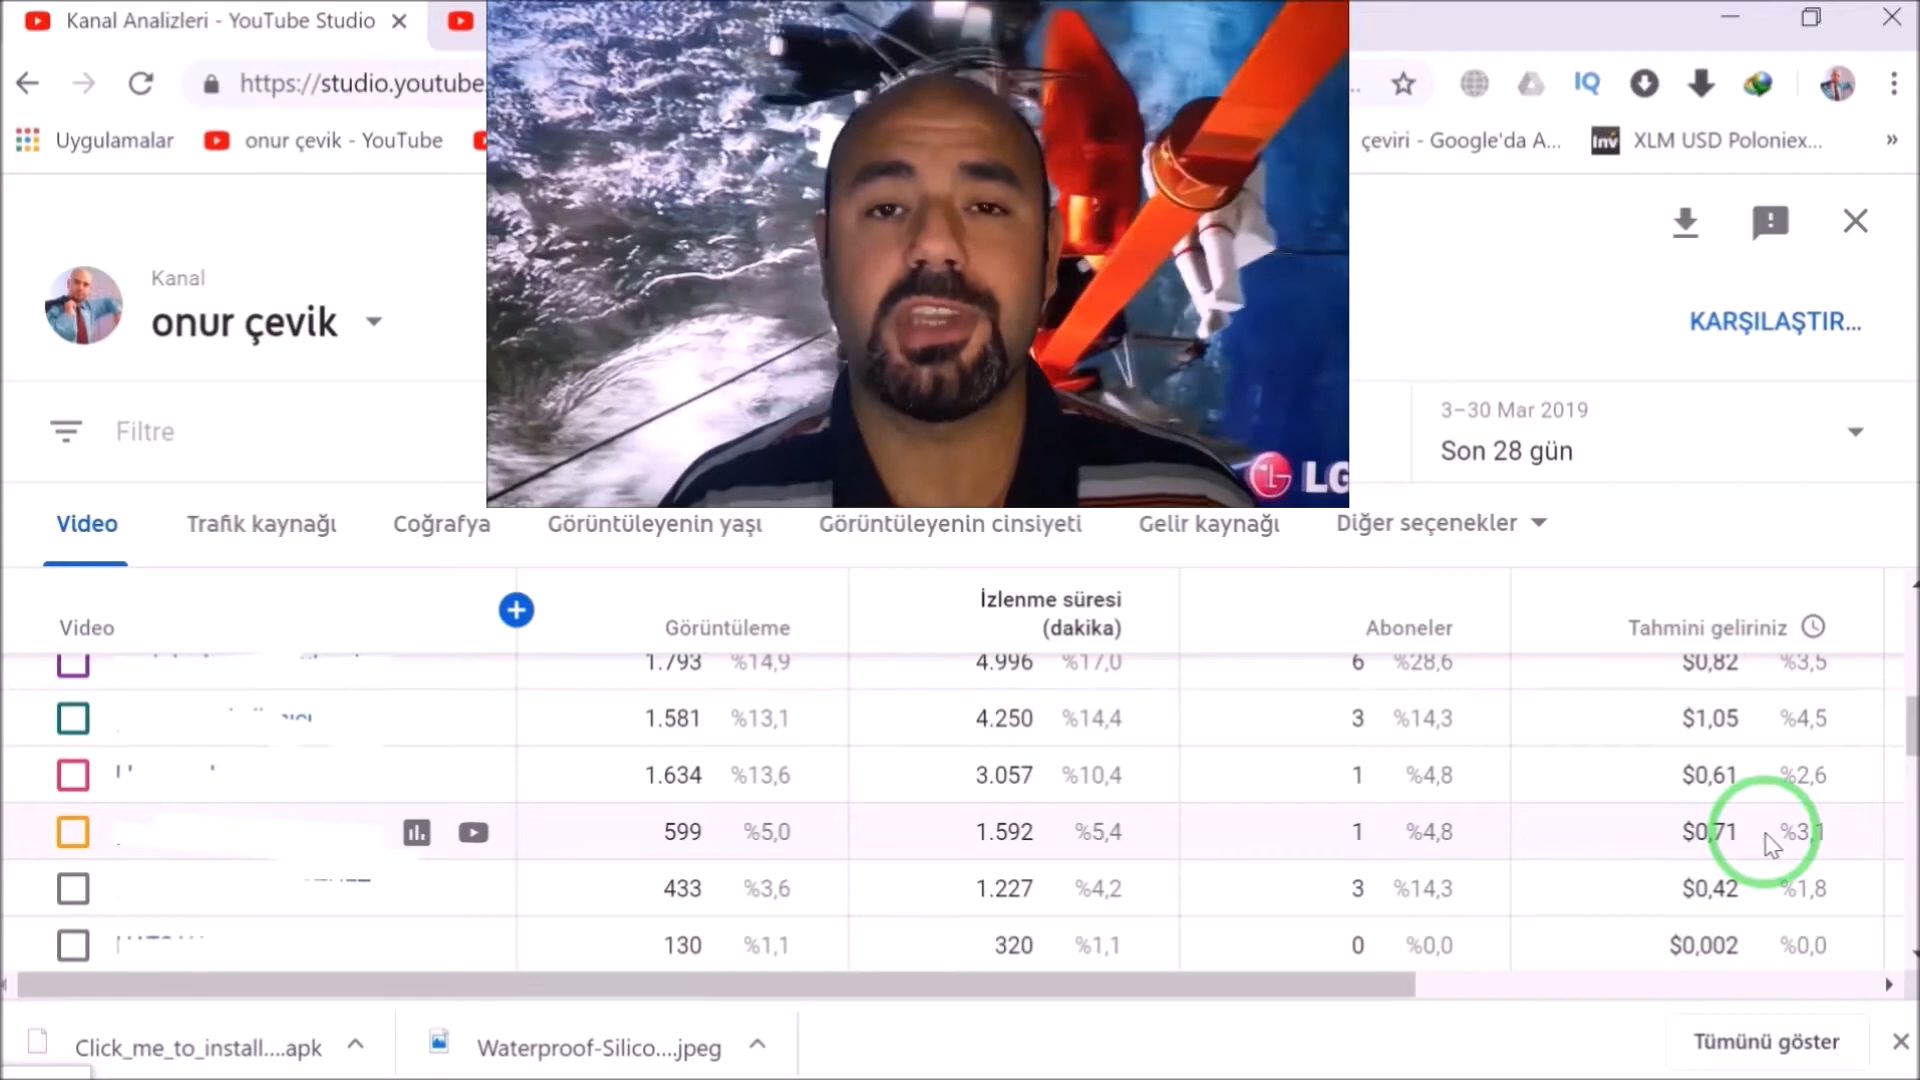 Kanal Analizleri - YouTube Studio
https://studio.youtube
Uygulamalar
onur çevik - YouTube
çeviri - Google'da A...
XLM USD Poloniex...
IQ
Inv
Kanal
onur çevik
KARŞILAŞTIR...
Filtre
3–30 Mar 2019
Son 28 gün
LG
Video
Trafik kaynağı
Coğrafya
Görüntüleyenin yaşı
Görüntüleyenin cinsiyeti
Gelir kaynağı
Diğer seçenekler
Video
Görüntüleme
İzlenme süresi
(dakika)
Aboneler
Tahmini geliriniz
1.793 %14,9 4.996 %17,0 6 %28,6 $0,82 %3,5
1.581 %13,1 4.250 %14,4 3 %14,3 $1,05 %4,5
1.634 %13,6 3.057 %10,4 1 %4,8 $0,61 %2,6
599 %5,0 1.592 %5,4 1 %4,8 $0,71 %3,1
433 %3,6 1.227 %4,2 3 %14,3 $0,42 %1,8
130 %1,1 320 %1,1 0 %0,0 $0,002 %0,0
Click_me_to_install....apk
Waterproof-Silico....jpeg
Tümünü göster